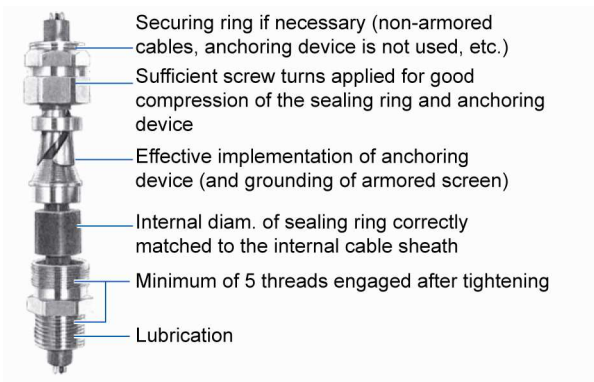 Securing ring if necessary (non-armored
cables, anchoring device is not used, etc.)
Sufficient screw turns applied for good
compression of the sealing ring and anchoring
device
Effective implementation of anchoring
device (and grounding of armored screen)
Internal diam. of sealing ring correctly
matched to the internal cable sheath
Minimum of 5 threads engaged after tightening
Lubrication